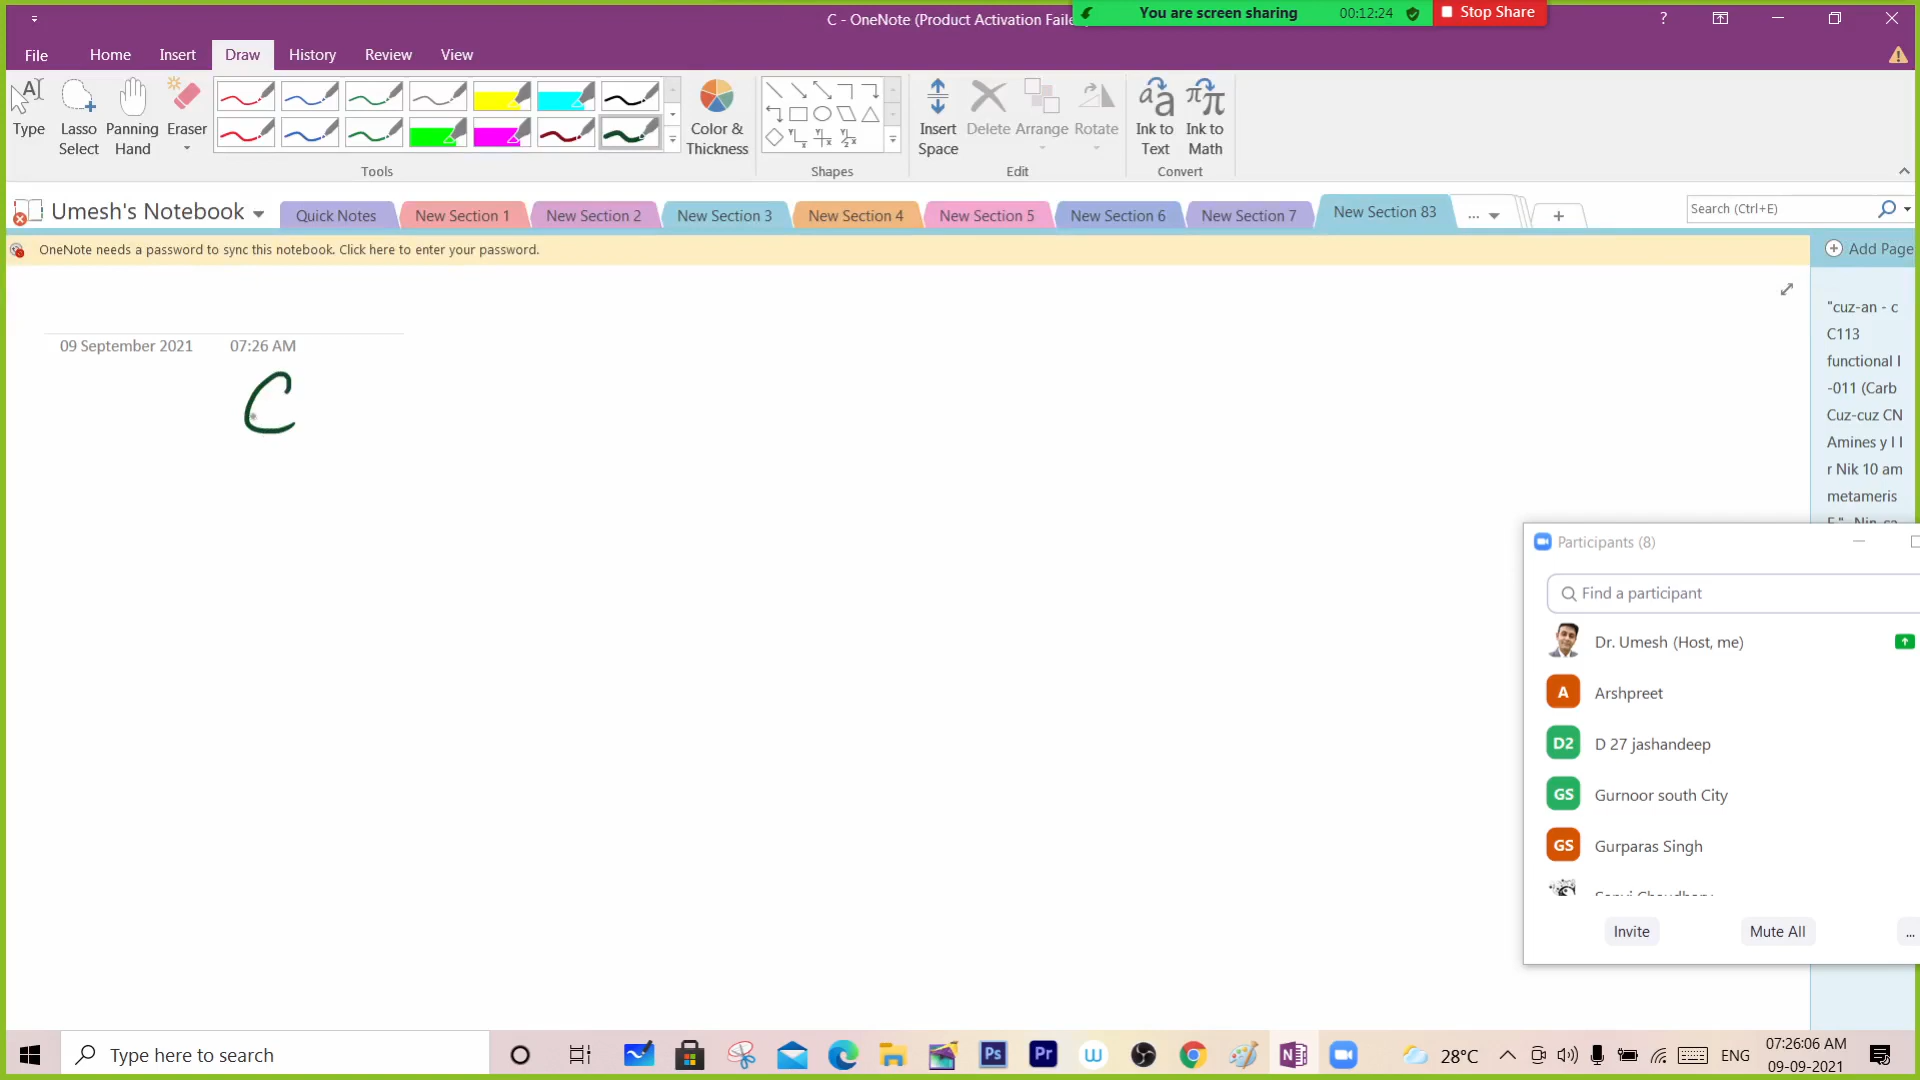 C - OneNote (Product Activation Faile
You are screen sharing
00:12:24
Stop Share
?
File
Home
Insert
Draw
History
Review
View
Type
Lasso
Select
Panning
Hand
Eraser
Color &
Thickness
Insert
Space
Delete
Arrange
Rotate
Ink to
Text
Ink to
Math
Tools
Shapes
Edit
Convert
Umesh's Notebook
Quick Notes
New Section 1
New Section 2
New Section 3
New Section 4
New Section 5
New Section 6
New Section 7
New Section 83
...
Search (Ctrl+E)
OneNote needs a password to sync this notebook. Click here to enter your password.
Add Page
09 September 2021
07:26 AM
C
"cuz-an - c
C113
functional I
-011 (Carb
Cuz-cuz CN
Amines y I I
r Nik 10 am
metameris
Participants (8)
Find a participant
Dr. Umesh (Host, me)
A
Arshpreet
D2
D 27 jashandeep
GS
Gurnoor south City
GS
Gurparas Singh
Invite
Mute All
...
Type here to search
Ps
Pr
28°C
ENG
07:26:06 AM
09-09-2021